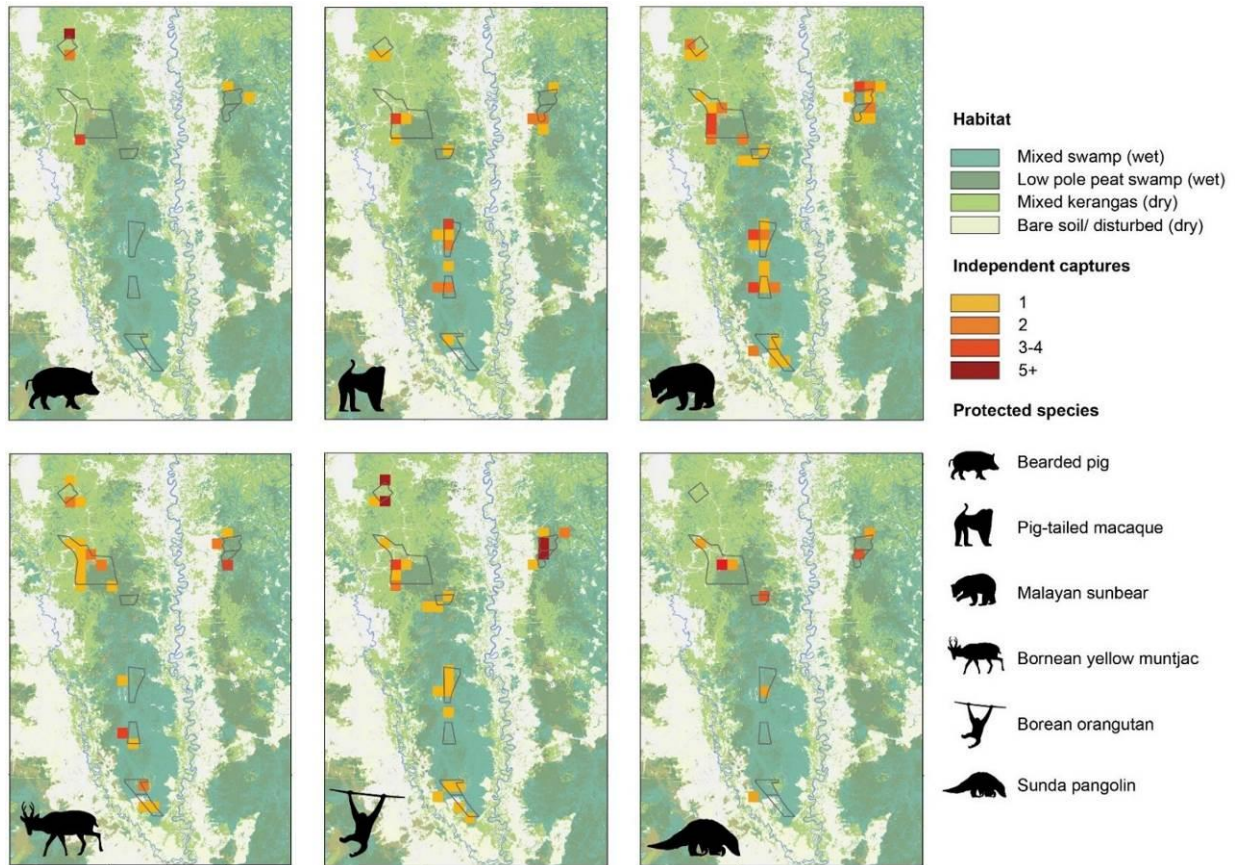 Habitat
Mixed swamp (wet)
Low pole peat swamp (wet)
Mixed kerangas (dry)
Bare soil/ disturbed (dry)
Independent captures
1
2
3-4
5+
Protected species
Bearded pig
Pig-tailed macaque
Malayan sunbear
Bornean yellow muntjac
Borean orangutan
Sunda pangolin